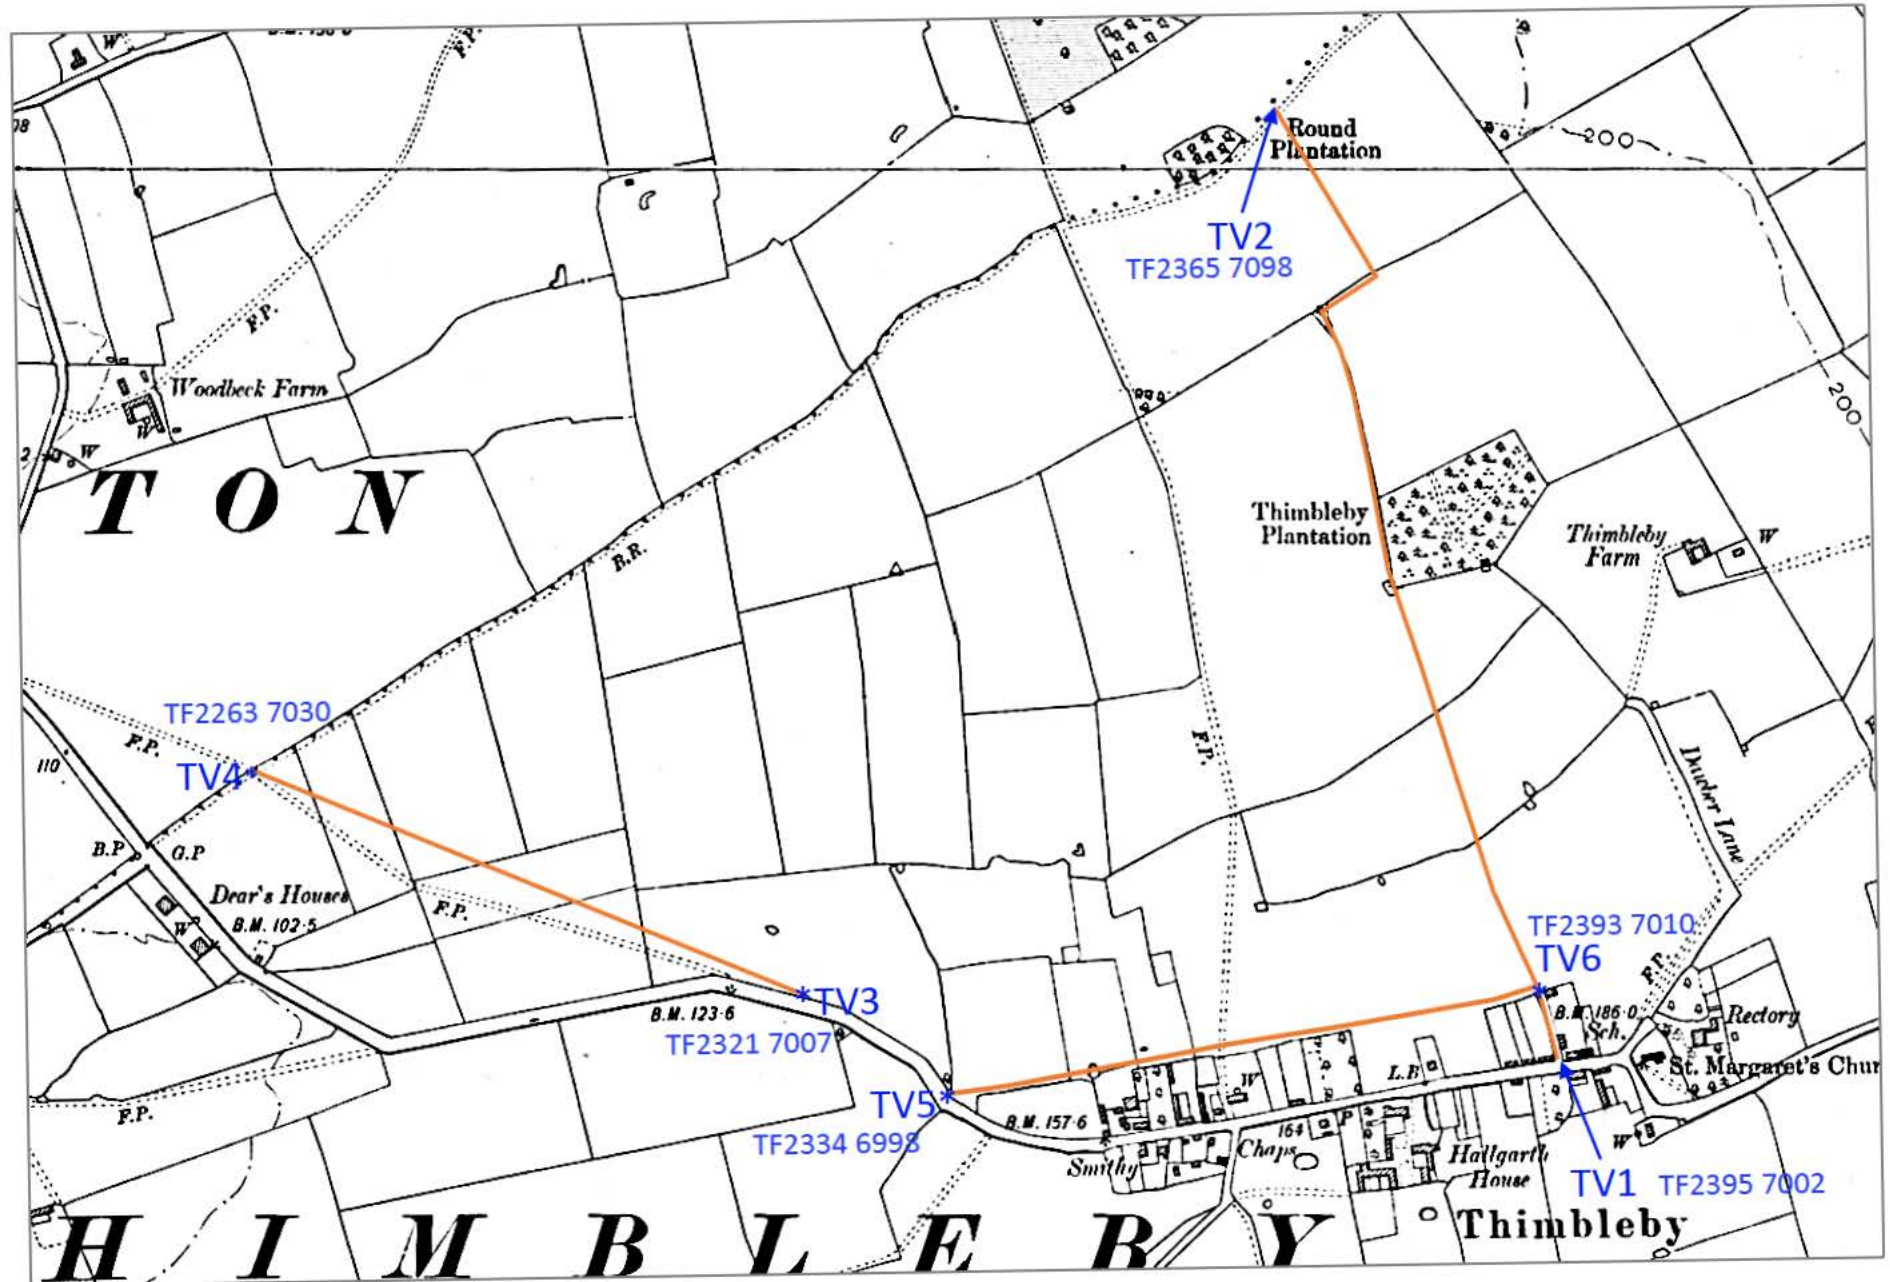 W
F.P.
Round
Plantation
200
TV2
TF2365 7098
F.P.
Woodbeck Farm
W
W
200
T O N
Thimbleby
Plantation
Thimbleby
Farm
W
B.R.
TF2263 7030
F.P.
F.P.
110
TV4
Dawber Lane
B.P.
G.P
Dear's Houses
F.P.
B.M. 102·5
W
TF2393 7010
TV6
F.P.
TV3
B.M. 123·6
B.M. 186·0
Sch.
Rectory
TF2321 7007
L.B
St. Margaret's Chur
W
TV5
F.P.
B.M. 157·6
164
P
TF2334 6998
Chaps
Smithy
Hallgarth
House
W
TV1 TF2395 7002
H I M B L E B Y
Thimbleby